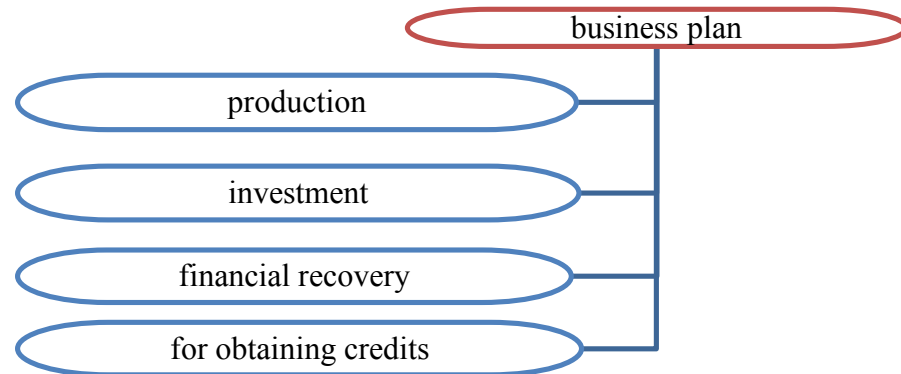 business plan
production
investment
financial recovery
for obtaining credits